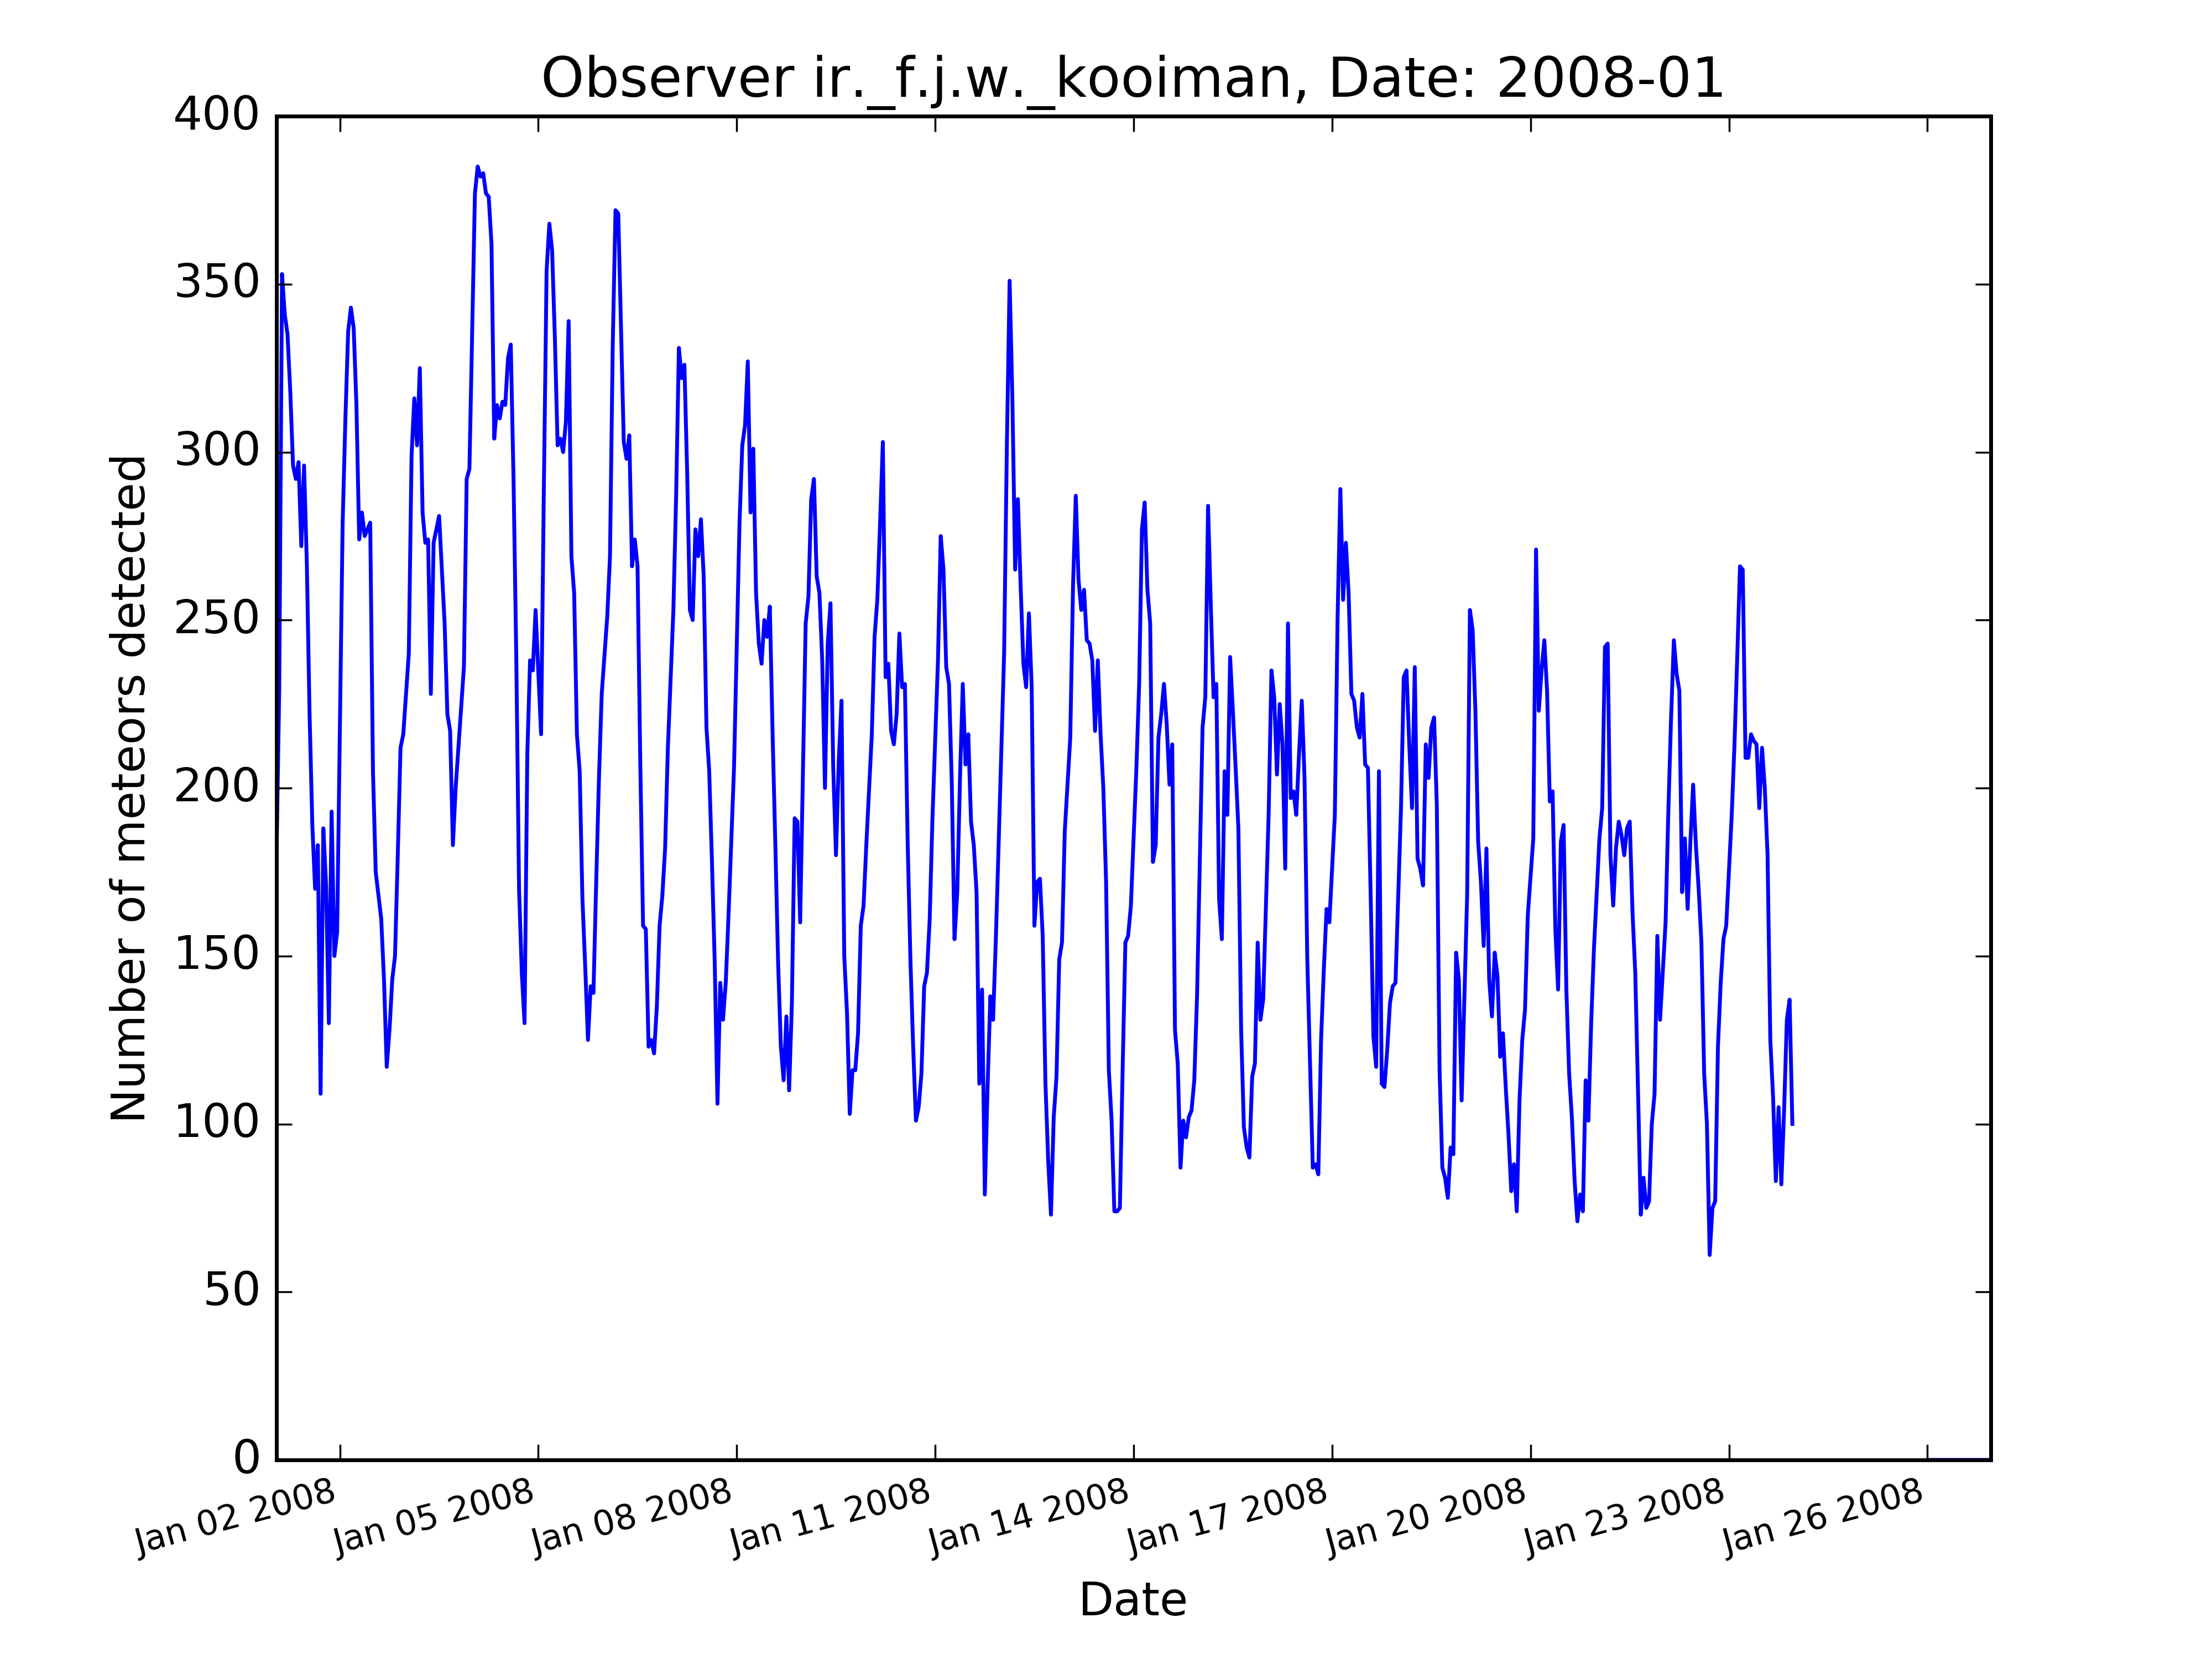 Observer ir._f.j.w._kooiman, Date: 2008-01
Number of meteors detected
400
350
300
250
200
150
100
50
0
Jan 02 2008
Jan 05 2008
Jan 08 2008
Jan 11 2008
Jan 14 2008
Jan 17 2008
Jan 20 2008
Jan 23 2008
Jan 26 2008
Date